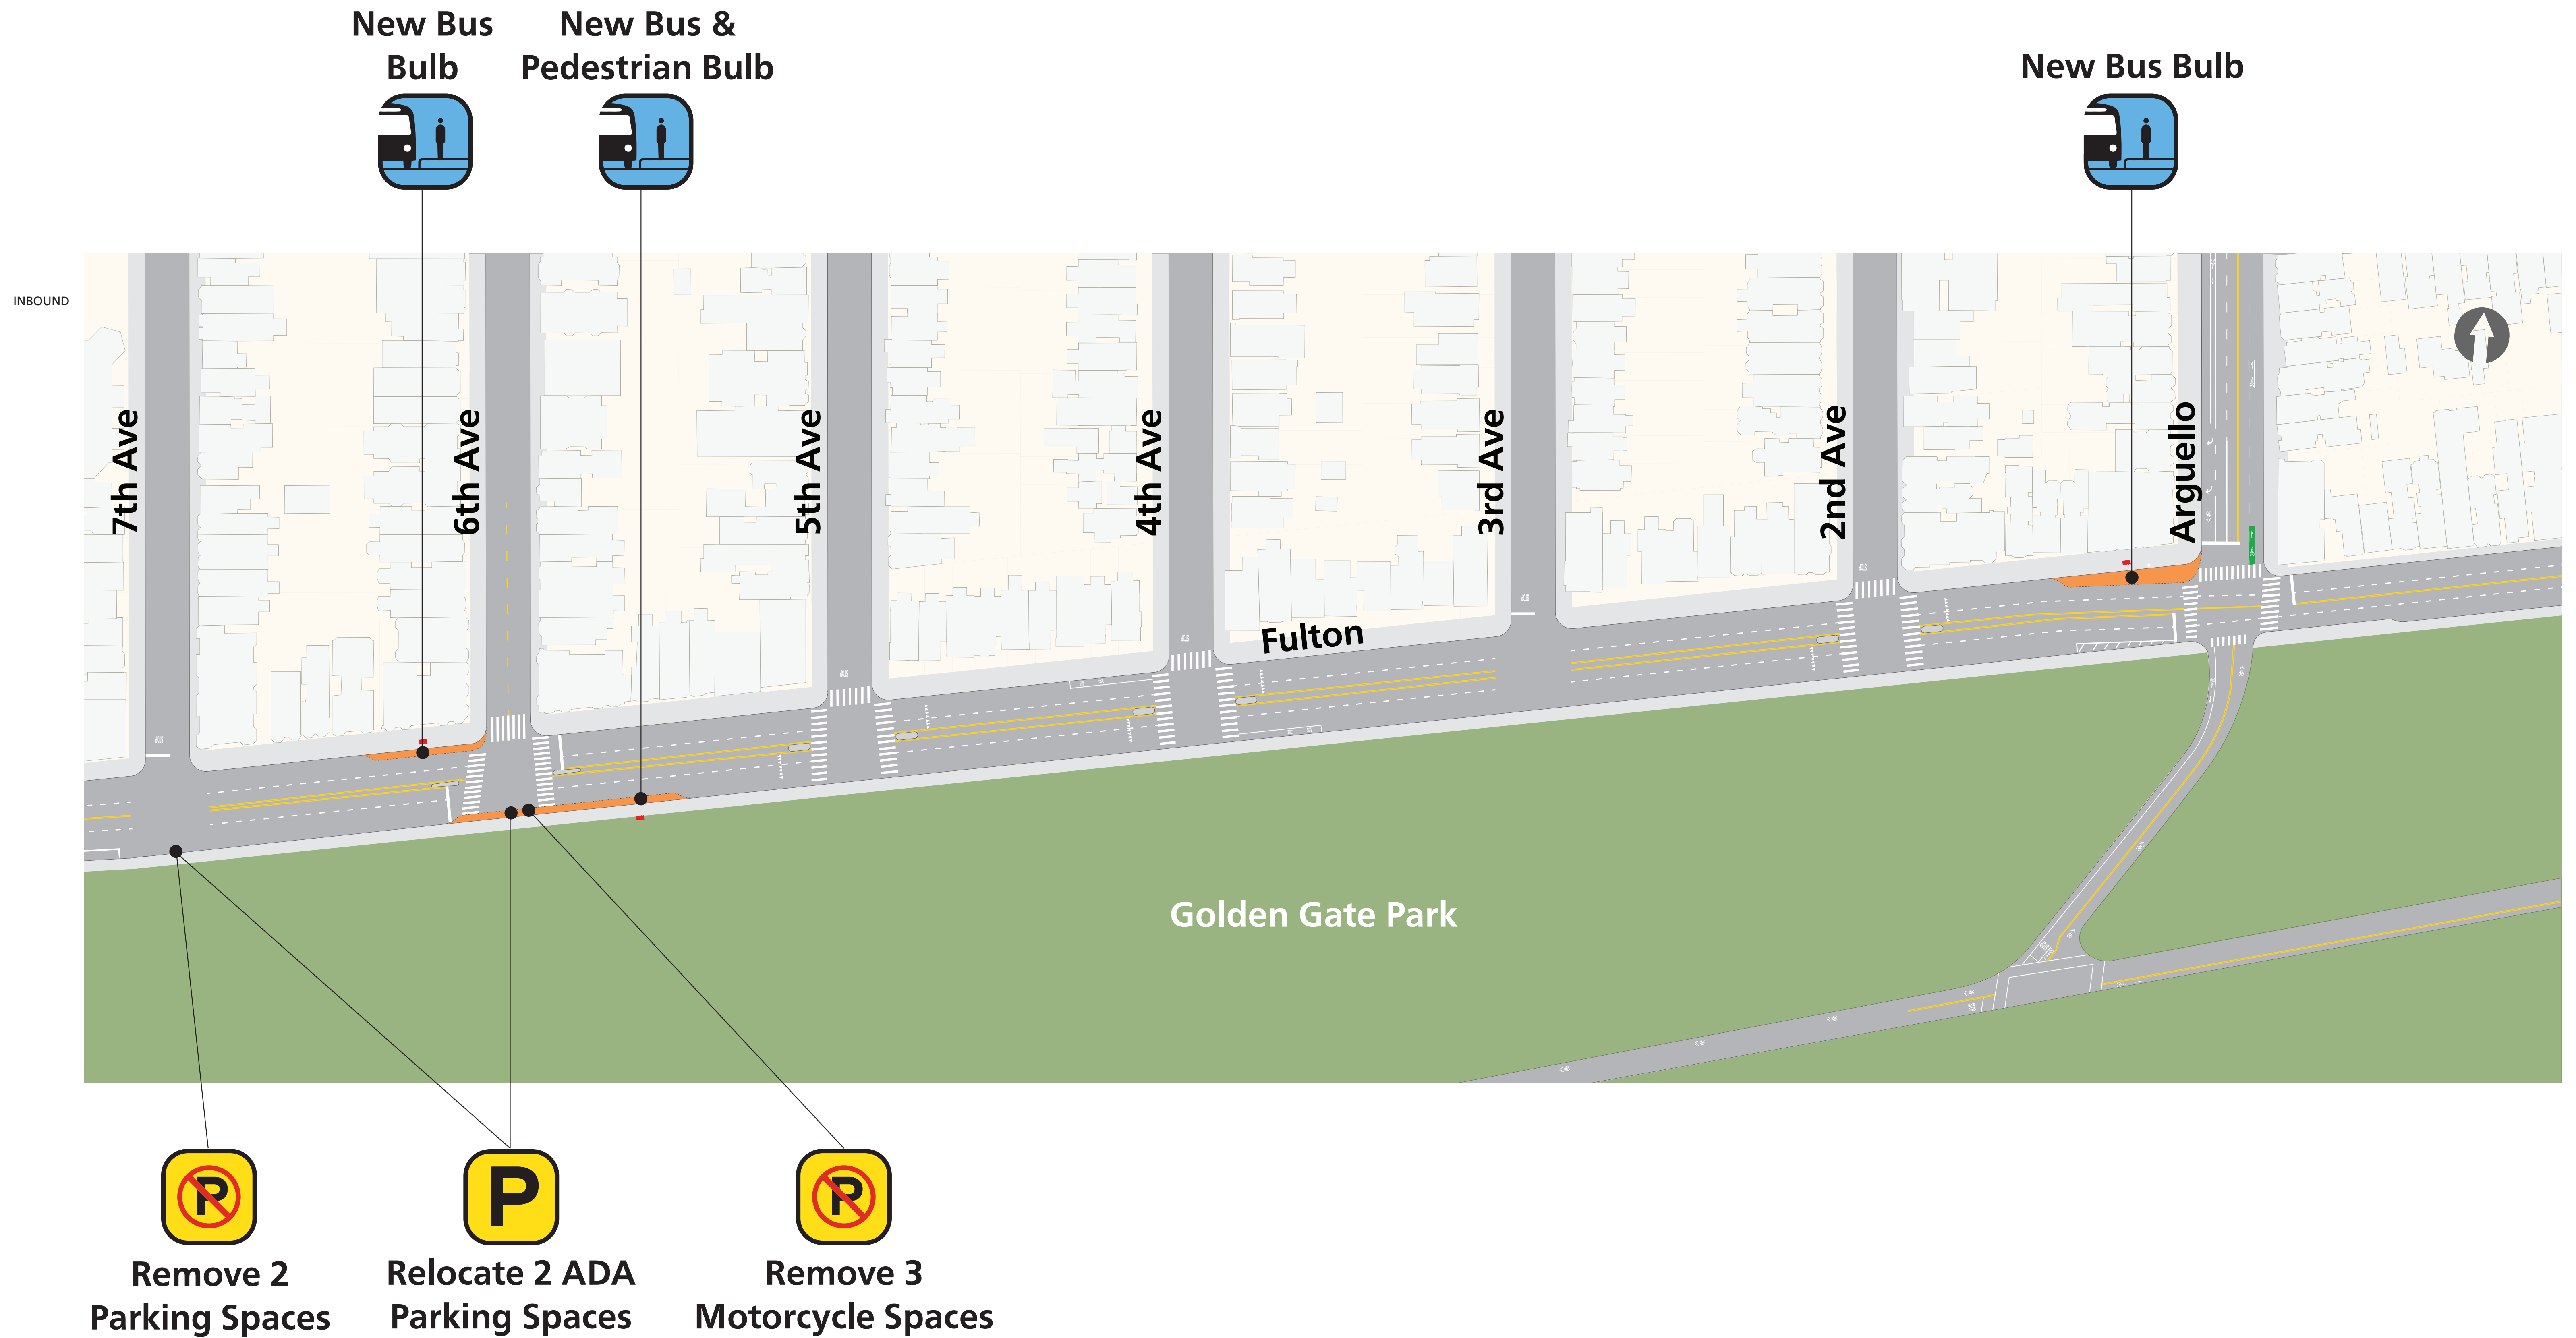 New Bus
Bulb
New Bus &
Pedestrian Bulb
New Bus Bulb
INBOUND
7th Ave
6th Ave
5th Ave
4th Ave
3rd Ave
2nd Ave
Arguello
Fulton
Golden Gate Park
P
P
P
Remove 2
Parking Spaces
Relocate 2 ADA
Parking Spaces
Remove 3
Motorcycle Spaces